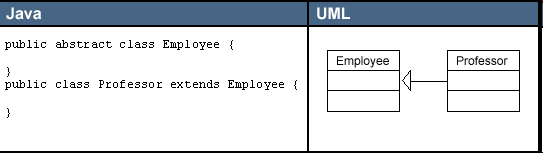 Java
UML
public abstract class Employee {
}
public class Professor extends Employee {
}
Employee
Professor